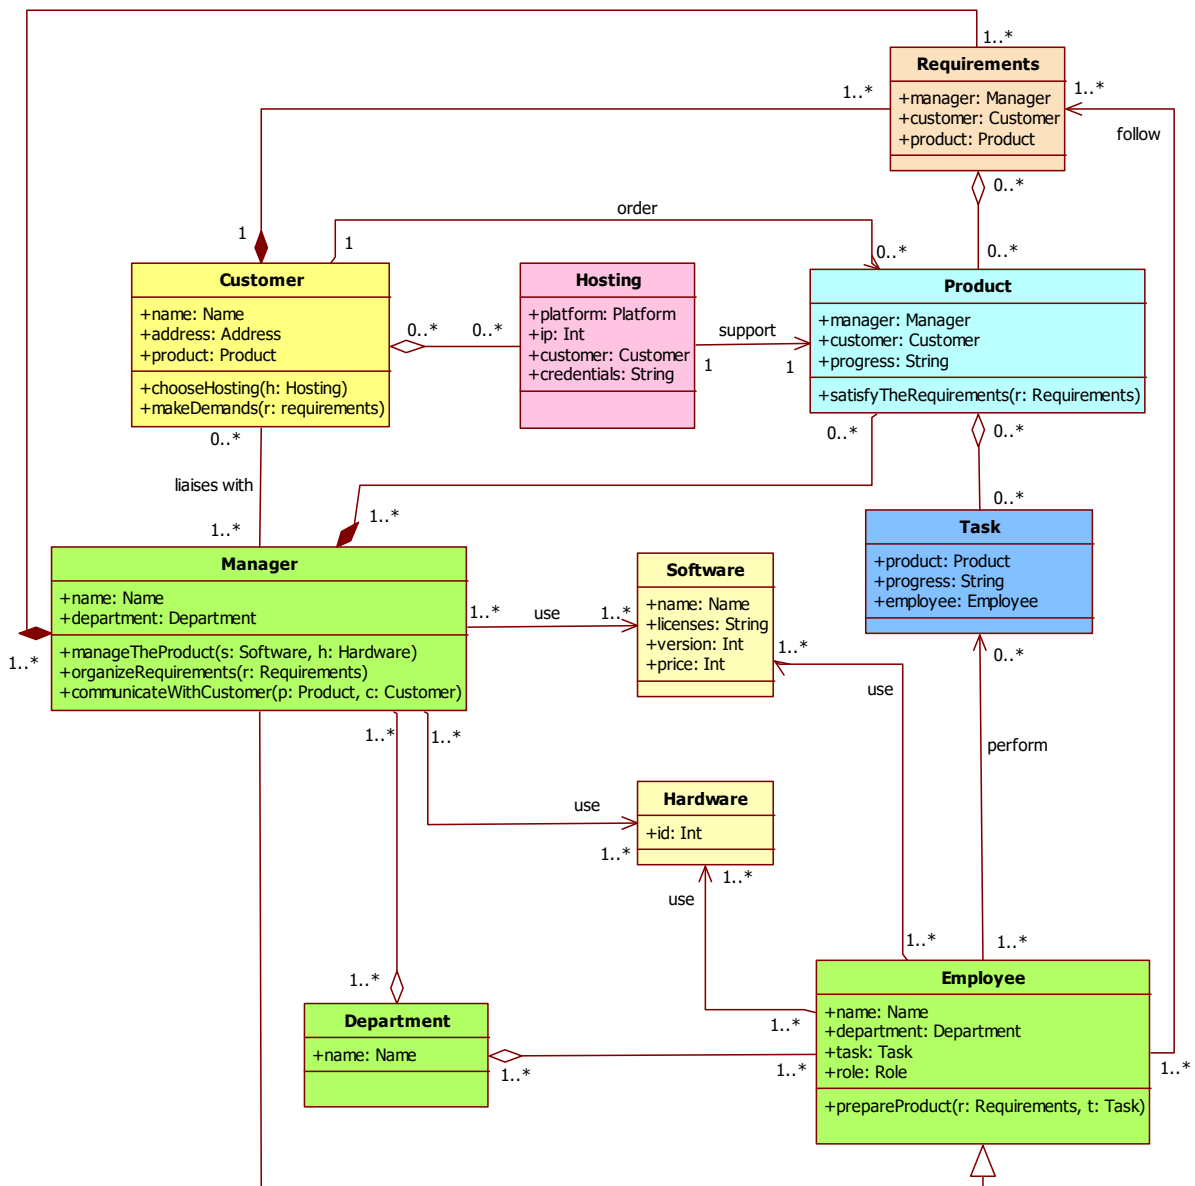 1..*
Requirements
+manager: Manager
+customer: Customer
+product: Product
1..*
1..*
follow
0..*
order
1
1
0..*
0..*
Customer
+name: Name
+address: Address
+product: Product
+chooseHosting(h: Hosting)
+makeDemands(r: requirements)
0..*
0..*
Hosting
+platform: Platform
+ip: Int
+customer: Customer
+credentials: String
support
1
1
Product
+manager: Manager
+customer: Customer
+progress: String
+satisfyTheRequirements(r: Requirements)
0..*
0..*
0..*
liaises with
1..*
1..*
0..*
Manager
+name: Name
+department: Department
+manageTheProduct(s: Software, h: Hardware)
+organizeRequirements(r: Requirements)
+communicateWithCustomer(p: Product, c: Customer)
1..*
1..*
use
1..*
Software
+name: Name
+licenses: String
+version: Int
+price: Int
1..*
use
Task
+product: Product
+progress: String
+employee: Employee
0..*
perform
1..*
1..*
use
1..*
Hardware
+id: Int
1..*
use
1..*
1..*
1..*
Department
+name: Name
1..*
1..*
1..*
Employee
+name: Name
+department: Department
+task: Task
+role: Role
+prepareProduct(r: Requirements, t: Task)
1..*
1..*